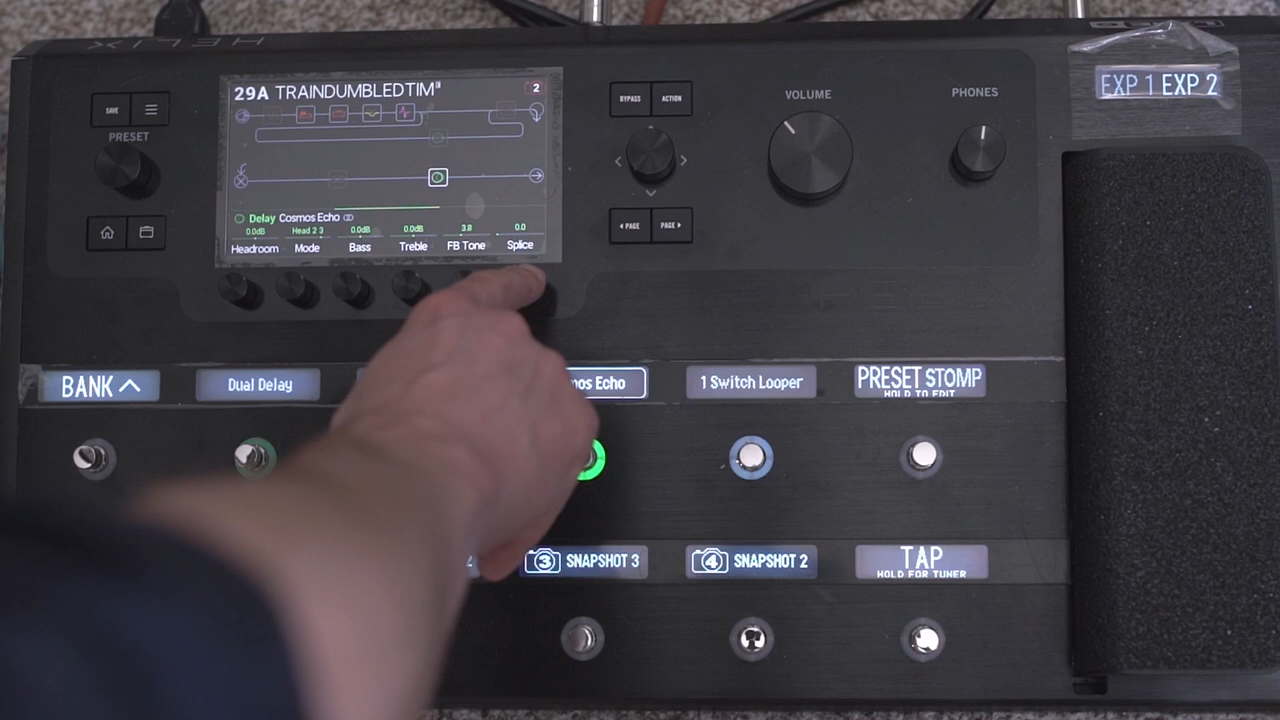 HELIX
29A TRAINDUMBLEDTIM
2
SAVE
PRESET
Delay Cosmos Echo
0.0dB Head 2 3 0.0dB 0.0dB 3.8 0.0
Headroom Mode Bass Treble FB Tone Splice
BYPASS ACTION
PAGE PAGE
VOLUME
PHONES
EXP 1 EXP 2
BANK
Dual Delay
Echo
1 Switch Looper
PRESET STOMP
HOLD TO EDIT
3 SNAPSHOT 3
4 SNAPSHOT 2
TAP
HOLD FOR TUNER